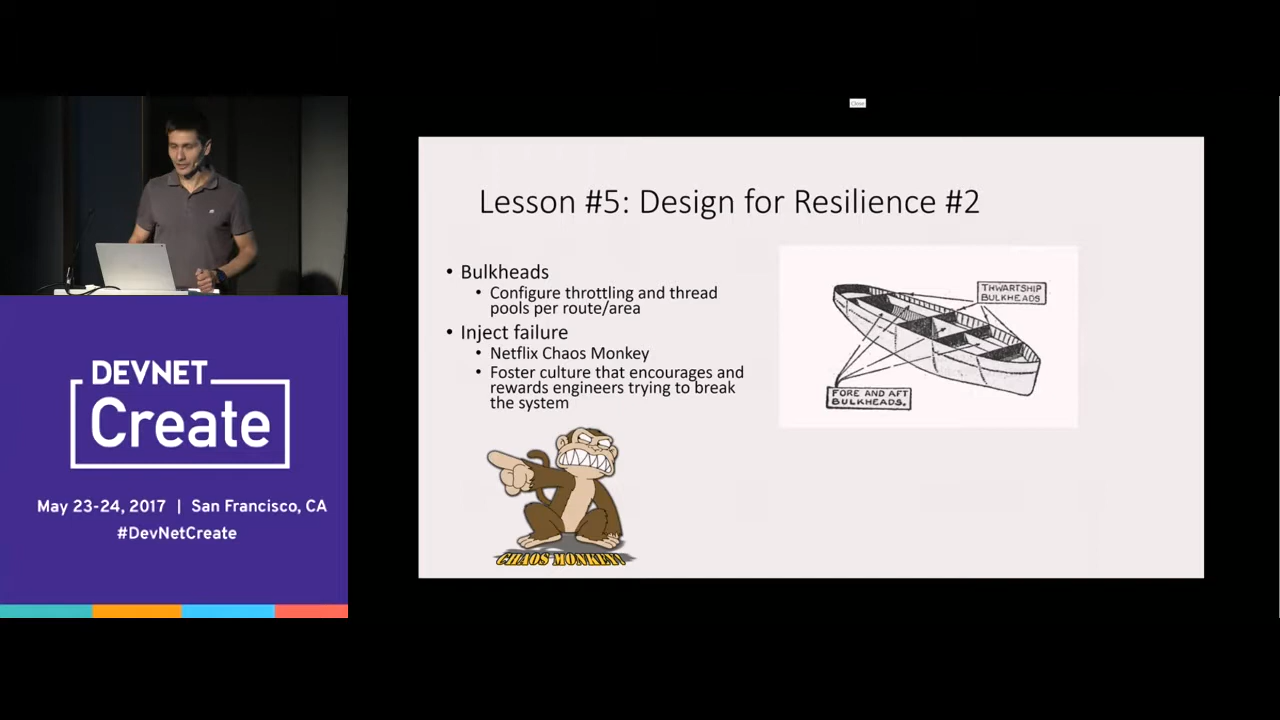 Close
Lesson #5: Design for Resilience #2
• Bulkheads
• Configure throttling and thread
pools per route/area
• Inject failure
• Netflix Chaos Monkey
• Foster culture that encourages and
rewards engineers trying to break
the system
THWARTSHIP
BULKHEADS
FORE AND AFT
BULKHEADS.
CHAOS MONKEY
DEVNET
Create
May 23-24, 2017 | San Francisco, CA
#DevNetCreate